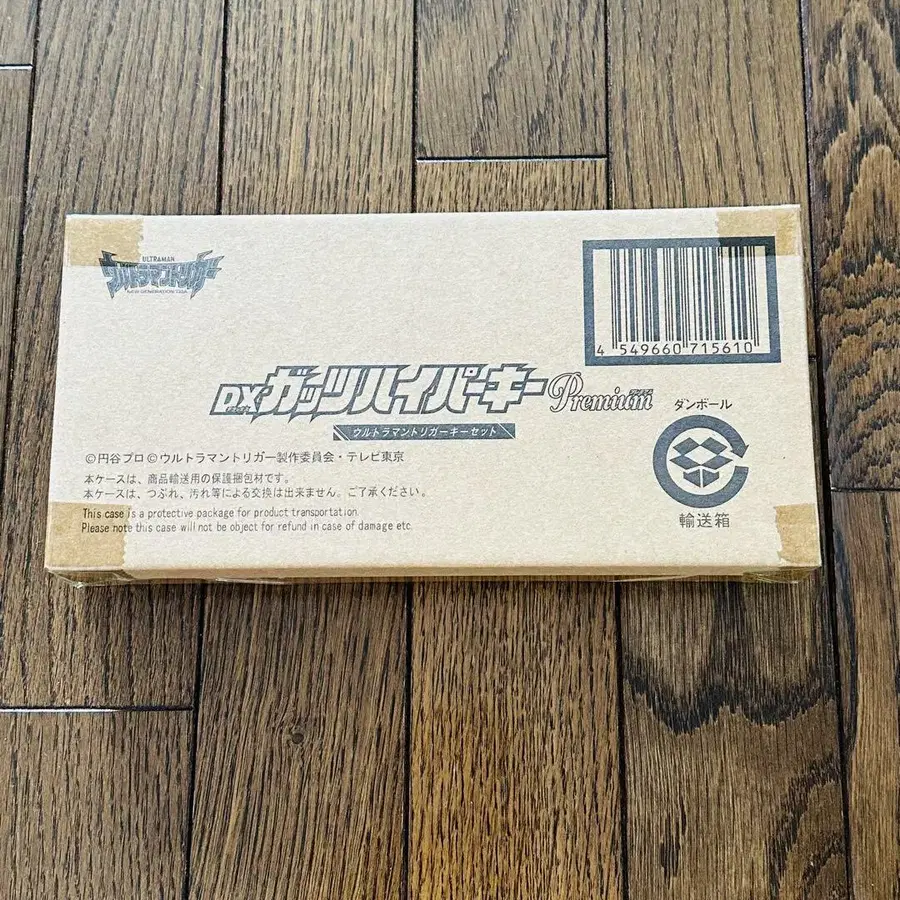 ULTRAMAN
ウルトラマントリガー
NEW GENERATION TIGA
4 549660 715610
DXガッツハイパーキー Premium
ウルトラマントリガーキーセット
ダンボール
輸送箱
©円谷プロ ©ウルトラマントリガー製作委員会・テレビ東京
本ケースは、商品輸送用の保護梱包材です。
本ケースは、つぶれ、汚れ等による交換は出来ません。ご了承ください。
This case is a protective package for product transportation.
Please note this case will not be object for refund in case of damage etc.